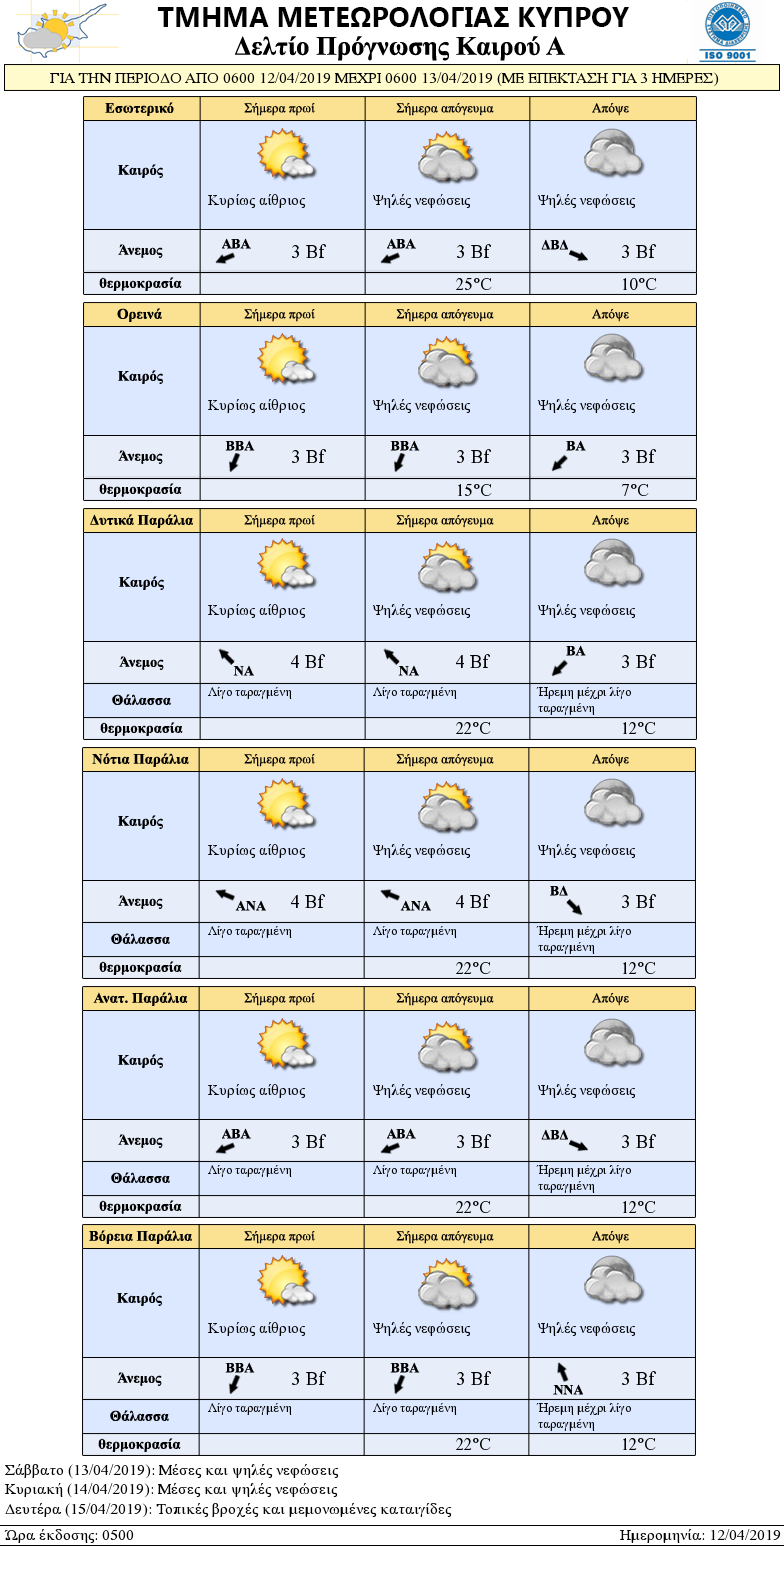 ΤΜΗΜΑ ΜΕΤΕΩΡΟΛΟΓΙΑΣ ΚΥΠΡΟΥ
Δελτίο Πρόγνωσης Καιρού Α
ISO 9001
ΓΙΑ ΤΗΝ ΠΕΡΙΟΔΟ ΑΠΟ 0600 12/04/2019 ΜΕΧΡΙ 0600 13/04/2019 (ΜΕ ΕΠΕΚΤΑΣΗ ΓΙΑ 3 ΗΜΕΡΕΣ)
Εσωτερικό Σήμερα πρωί Σήμερα απόγευμα Απόψε
Καιρός
Κυρίως αίθριος Ψηλές νεφώσεις Ψηλές νεφώσεις
Άνεμος ΑΒΑ 3 Bf ΑΒΑ 3 Bf ΔΒΔ 3 Bf
θερμοκρασία 25°C 10°C
Ορεινά Σήμερα πρωί Σήμερα απόγευμα Απόψε
Καιρός
Κυρίως αίθριος Ψηλές νεφώσεις Ψηλές νεφώσεις
Άνεμος ΒΒΑ 3 Bf ΒΒΑ 3 Bf ΒΑ 3 Bf
θερμοκρασία 15°C 7°C
Δυτικά Παράλια Σήμερα πρωί Σήμερα απόγευμα Απόψε
Καιρός
Κυρίως αίθριος Ψηλές νεφώσεις Ψηλές νεφώσεις
Άνεμος ΝΑ 4 Bf ΝΑ 4 Bf ΒΑ 3 Bf
Θάλασσα Λίγο ταραγμένη Λίγο ταραγμένη Ήρεμη μέχρι λίγο
ταραγμένη
θερμοκρασία 22°C 12°C
Νότια Παράλια Σήμερα πρωί Σήμερα απόγευμα Απόψε
Καιρός
Κυρίως αίθριος Ψηλές νεφώσεις Ψηλές νεφώσεις
Άνεμος ΑΝΑ 4 Bf ΑΝΑ 4 Bf ΒΔ 3 Bf
Θάλασσα Λίγο ταραγμένη Λίγο ταραγμένη Ήρεμη μέχρι λίγο
ταραγμένη
θερμοκρασία 22°C 12°C
Ανατ. Παράλια Σήμερα πρωί Σήμερα απόγευμα Απόψε
Καιρός
Κυρίως αίθριος Ψηλές νεφώσεις Ψηλές νεφώσεις
Άνεμος ΑΒΑ 3 Bf ΑΒΑ 3 Bf ΔΒΔ 3 Bf
Θάλασσα Λίγο ταραγμένη Λίγο ταραγμένη Ήρεμη μέχρι λίγο
ταραγμένη
θερμοκρασία 22°C 12°C
Βόρεια Παράλια Σήμερα πρωί Σήμερα απόγευμα Απόψε
Καιρός
Κυρίως αίθριος Ψηλές νεφώσεις Ψηλές νεφώσεις
Άνεμος ΒΒΑ 3 Bf ΒΒΑ 3 Bf ΝΝΑ 3 Bf
Θάλασσα Λίγο ταραγμένη Λίγο ταραγμένη Ήρεμη μέχρι λίγο
ταραγμένη
θερμοκρασία 22°C 12°C
Σάββατο (13/04/2019): Μέσες και ψηλές νεφώσεις
Κυριακή (14/04/2019): Μέσες και ψηλές νεφώσεις
Δευτέρα (15/04/2019): Τοπικές βροχές και μεμονωμένες καταιγίδες
Ώρα έκδοσης: 0500 Ημερομηνία: 12/04/2019